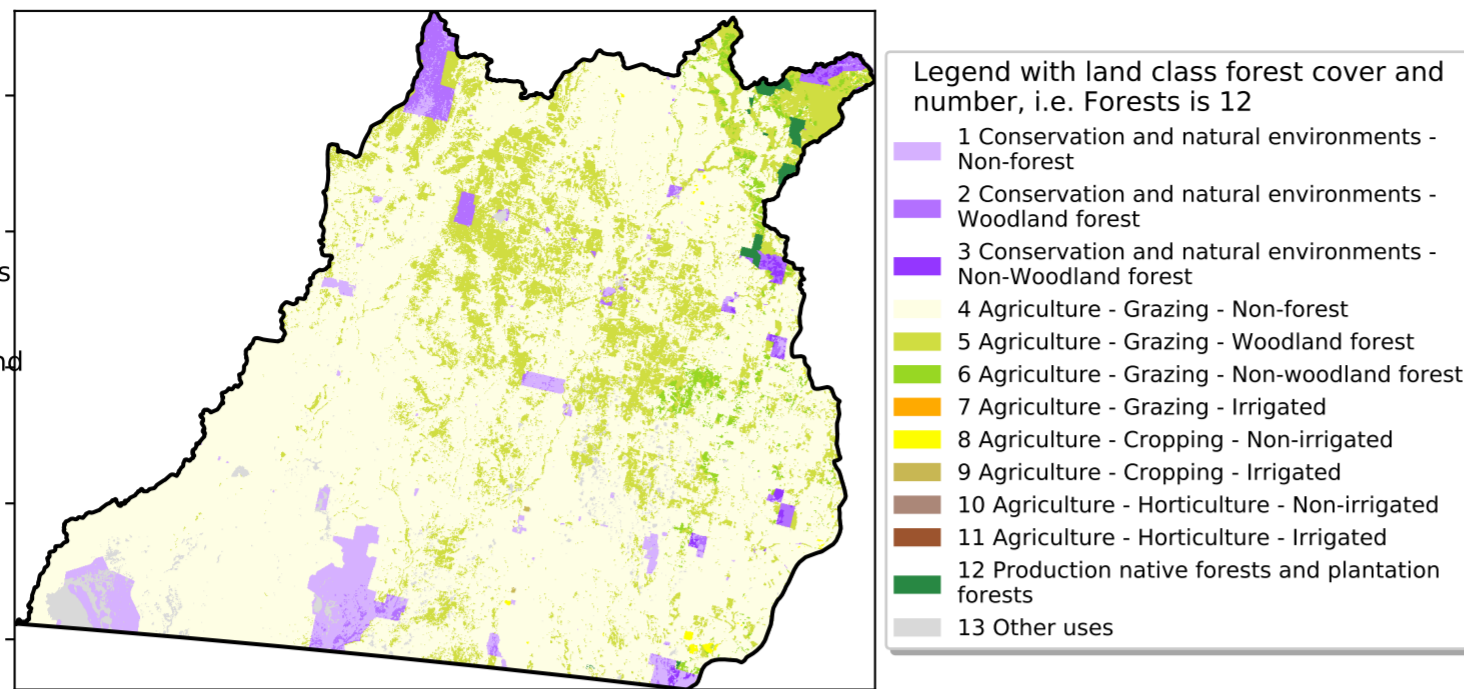 Legend with land class forest cover and
number, i.e. Forests is 12
1 Conservation and natural environments -
Non-forest
2 Conservation and natural environments -
Woodland forest
3 Conservation and natural environments -
Non-Woodland forest
4 Agriculture - Grazing - Non-forest
s
5 Agriculture - Grazing - Woodland forest
nd
6 Agriculture - Grazing - Non-woodland forest
7 Agriculture - Grazing - Irrigated
8 Agriculture - Cropping - Non-irrigated
9 Agriculture - Cropping - Irrigated
10 Agriculture - Horticulture - Non-irrigated
11 Agriculture - Horticulture - Irrigated
12 Production native forests and plantation
forests
13 Other uses